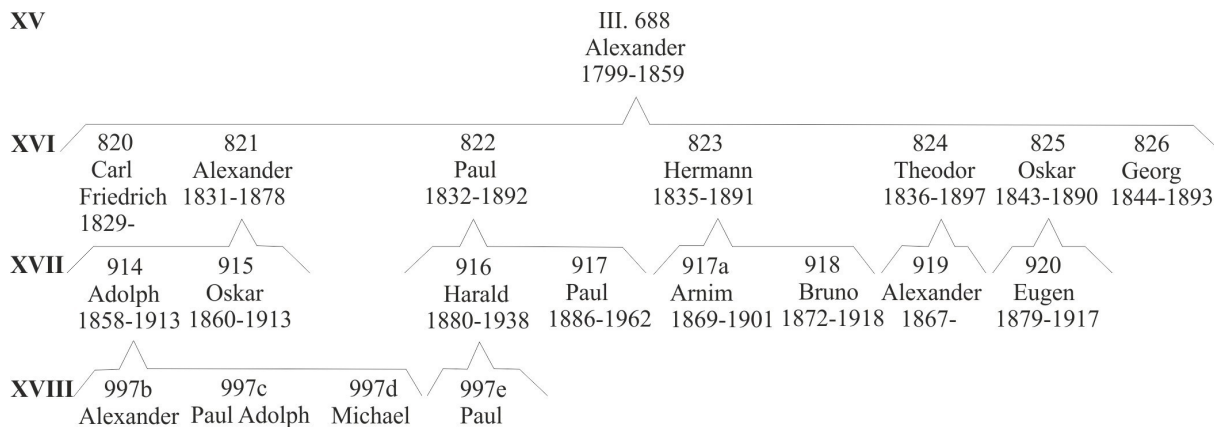 XV III. 688
Alexander
1799-1859
XVI 820 821 822 823 824 825 826
Carl Alexander Paul Hermann Theodor Oskar Georg
Friedrich 1831-1878 1832-1892 1835-1891 1836-1897 1843-1890 1844-1893
1829-
XVII 914 915 916 917 917a 918 919 920
Adolph Oskar Harald Paul Arnim Bruno Alexander Eugen
1858-1913 1860-1913 1880-1938 1886-1962 1869-1901 1872-1918 1867- 1879-1917
XVIII 997b 997c 997d 997e
Alexander Paul Adolph Michael Paul